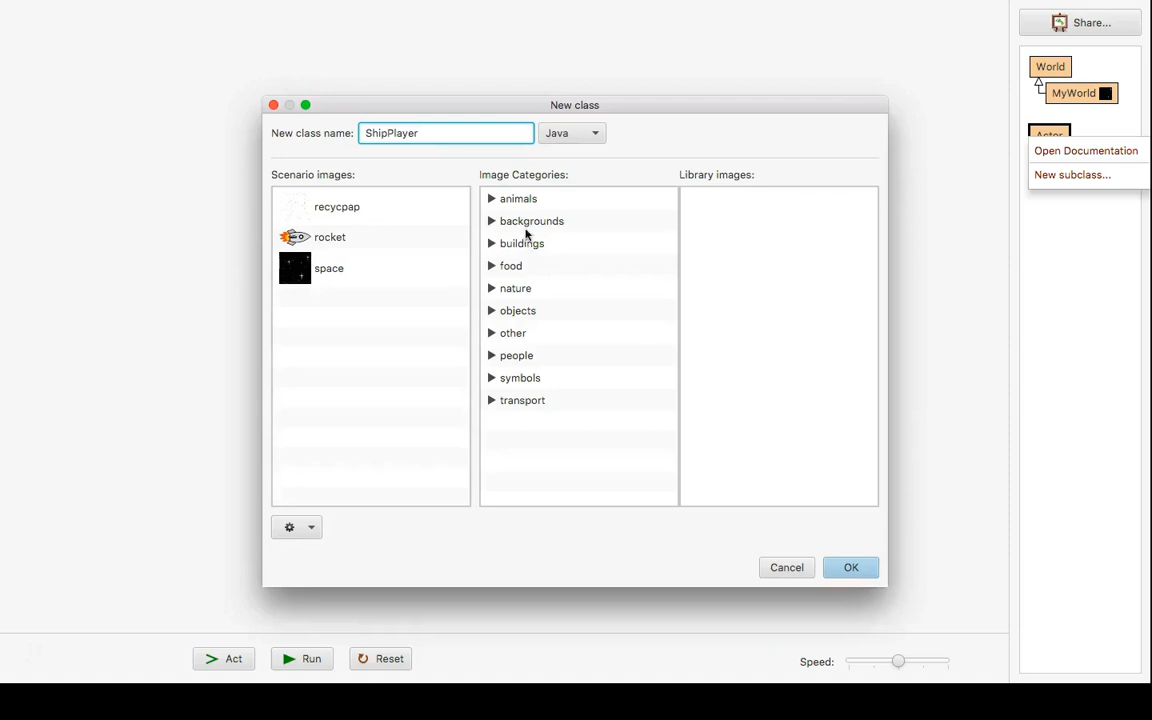 Share...
World
MyWorld
Actor
Open Documentation
New subclass...
New class
New class name: ShipPlayer Java
Scenario images:
recycpap
rocket
space
Image Categories:
animals
backgrounds
buildings
food
nature
objects
other
people
symbols
transport
Library images:
Cancel
OK
Act
Run
Reset
Speed: